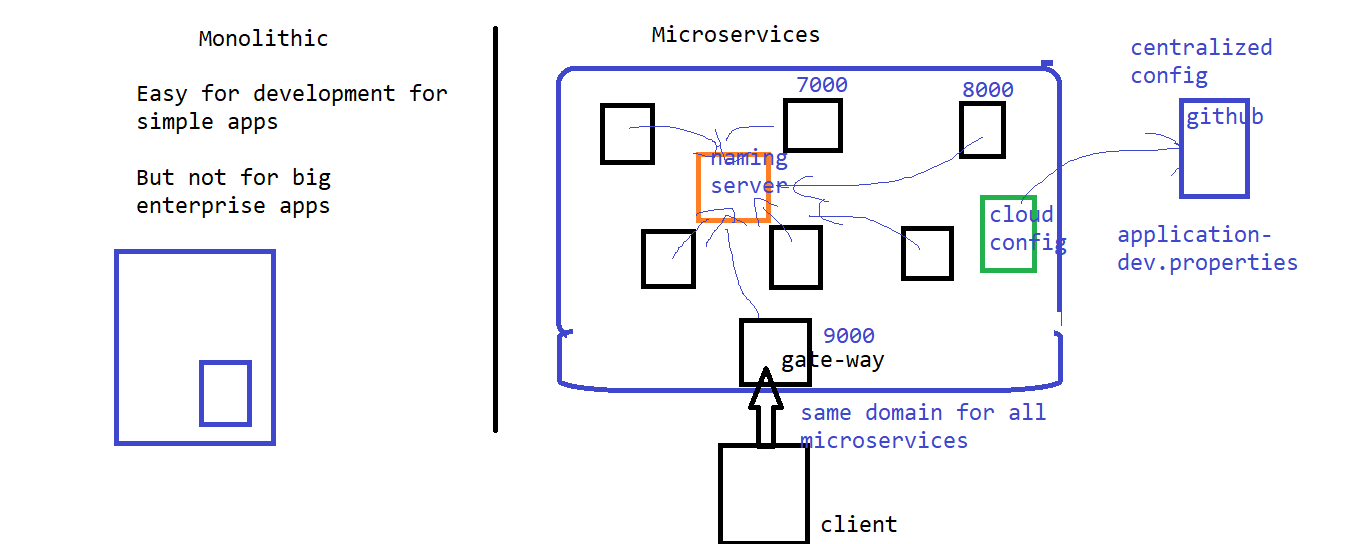 Monolithic
Easy for development for
simple apps
But not for big
enterprise apps
Microservices
7000
8000
naming
server
cloud
config
9000
gate-way
same domain for all
microservices
client
centralized
config
github
application-
dev.properties